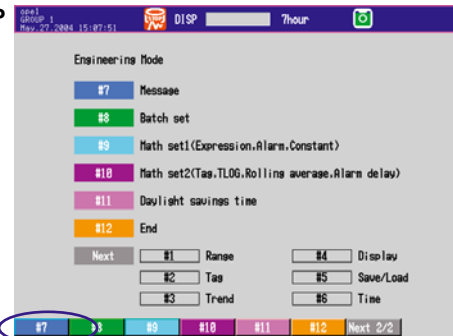 opel
GROUP 1
May.27.2004 15:07:51
DISP
7hour
Engineering Mode
#7 Message
#8 Batch set
#9 Math set1(Expression.Alarm.Constant)
#10 Math set2(Tag.TLOG.Rolling average.Alarm delay)
#11 Daylight savings time
#12 End
Next #1 Range #4 Display
#2 Tag #5 Save/Load
#3 Trend #6 Time
#7 #8 #9 #10 #11 #12 Next 2/2